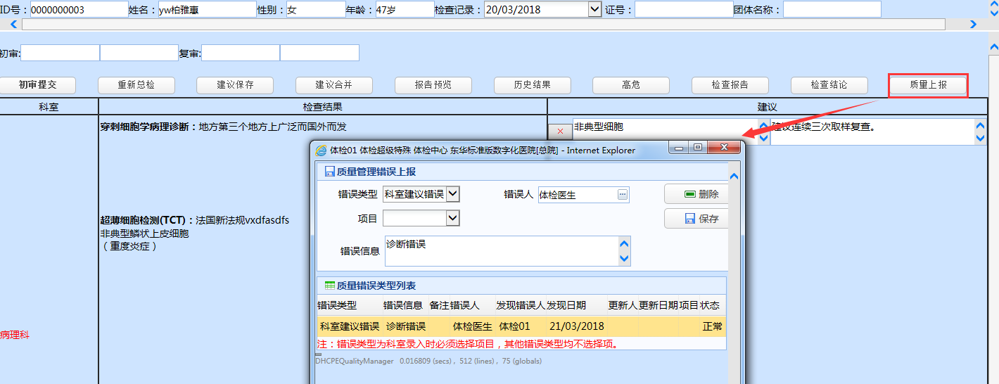 ID号： 0000000003 姓名： yw柏雅蕙 性别： 女 年龄： 47岁 检查记录： 20/03/2018 证号： 团体名称：
初审: 复审:
初审提交 重新总检 建议保存 建议合并 报告预览 历史结果 高危 检查报告 检查结论 质量上报
科室 检查结果 建议
穿刺细胞学病理诊断：地方第三个地方上广泛而国外而发 非典型细胞 建议连续三次取样复查。
体检01 体检超级特殊 体检中心 东华标准版数字化医院[总院] - Internet Explorer
质量管理错误上报
错误类型 科室建议错误 错误人 体检医生 删除
项目 保存
超薄细胞检测(TCT)：法国新法规vxdfasdfs
非典型鳞状上皮细胞
（重度炎症）
错误信息 诊断错误
质量错误类型列表
错误类型 错误信息 备注 错误人 发现错误人 发现日期 更新人 更新日期 项目 状态
科室建议错误 诊断错误 体检医生 体检01 21/03/2018 正常
病理科
注：错误类型为科室录入时必须选择项目，其他错误类型均不选择项。
DHCPEQualityManager 0.016809 (secs) , 512 (lines) , 75 (globals)